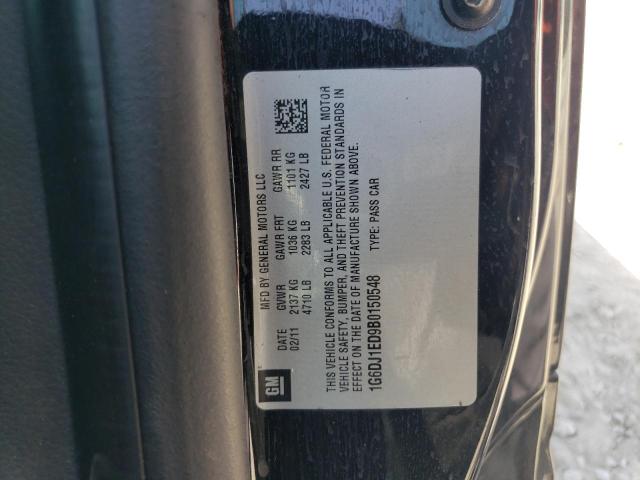 GM
MFD BY GENERAL MOTORS LLC
DATE GVWR GAWR FRT GAWR RR
02/11 2137 KG 1036 KG 1101 KG
4710 LB 2283 LB 2427 LB
THIS VEHICLE CONFORMS TO ALL APPLICABLE U.S. FEDERAL MOTOR
VEHICLE SAFETY, BUMPER, AND THEFT PREVENTION STANDARDS IN
EFFECT ON THE DATE OF MANUFACTURE SHOWN ABOVE.
1G6DJ1ED9B0150548 TYPE: PASS CAR